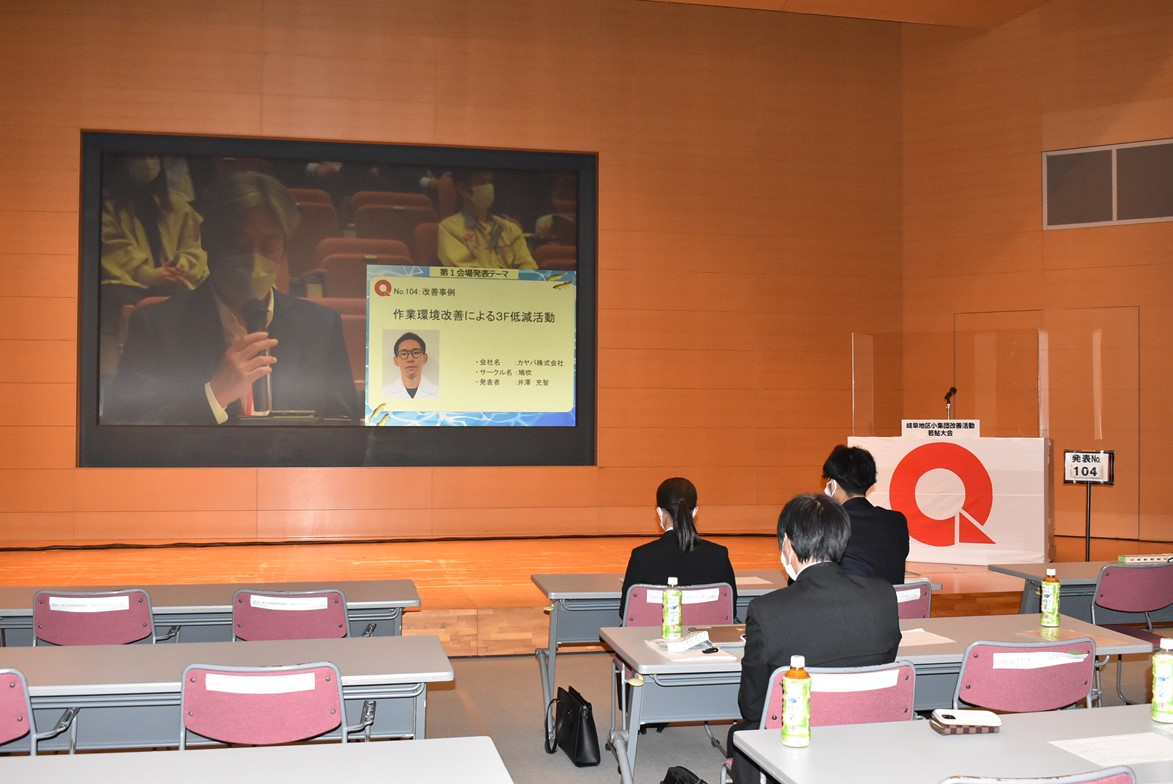 第1会場発表テーマ
No.104:改善事例
作業環境改善による3F低減活動
・会社名 :カヤバ株式会社
・サークル名:鳩吹
・発表者 :井澤 充智
岐阜地区小集団改善活動
若鮎大会
発表No.
104